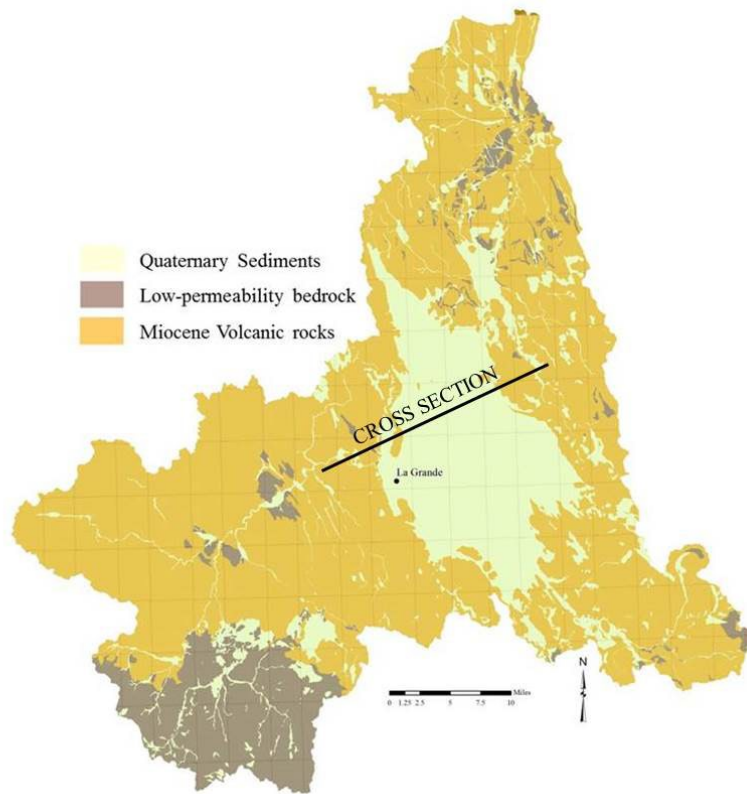 Quaternary Sediments
Low-permeability bedrock
Miocene Volcanic rocks
CROSS SECTION
La Grande
N
Miles
0 1.25 2.5 5 7.5 10